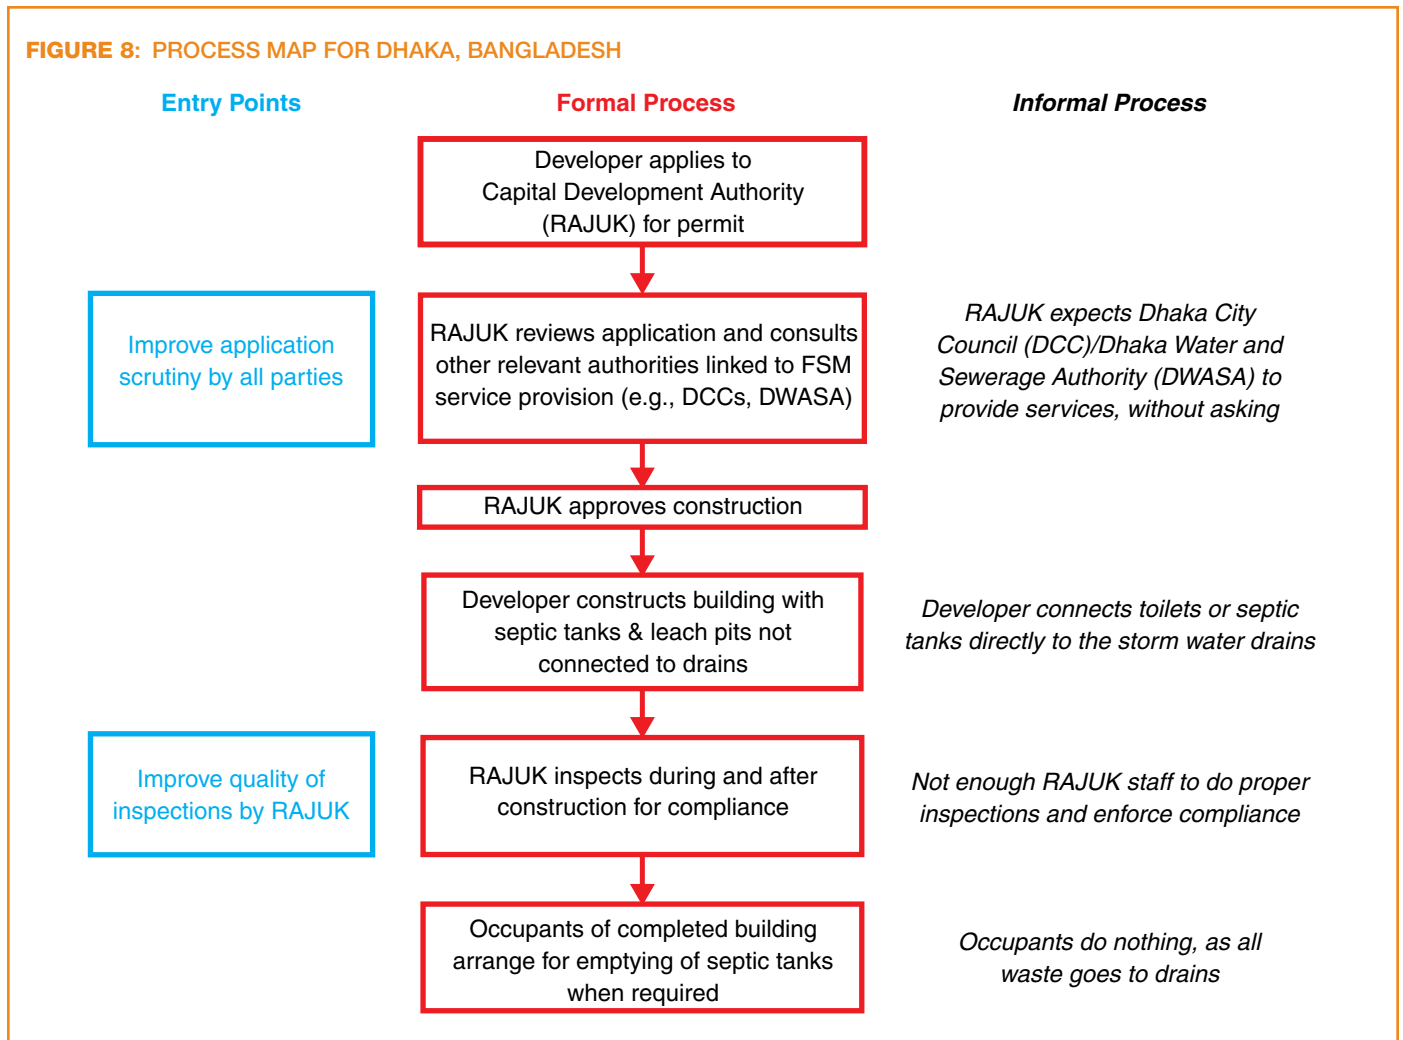 FIGURE 8: PROCESS MAP FOR DHAKA, BANGLADESH
Entry Points
Formal Process
Informal Process
Developer applies to
Capital Development Authority
(RAJUK) for permit
Improve application
scrutiny by all parties
RAJUK reviews application and consults
other relevant authorities linked to FSM
service provision (e.g., DCCs, DWASA)
RAJUK expects Dhaka City
Council (DCC)/Dhaka Water and
Sewerage Authority (DWASA) to
provide services, without asking
RAJUK approves construction
Developer constructs building with
septic tanks & leach pits not
connected to drains
Developer connects toilets or septic
tanks directly to the storm water drains
Improve quality of
inspections by RAJUK
RAJUK inspects during and after
construction for compliance
Not enough RAJUK staff to do proper
inspections and enforce compliance
Occupants of completed building
arrange for emptying of septic tanks
when required
Occupants do nothing, as all
waste goes to drains